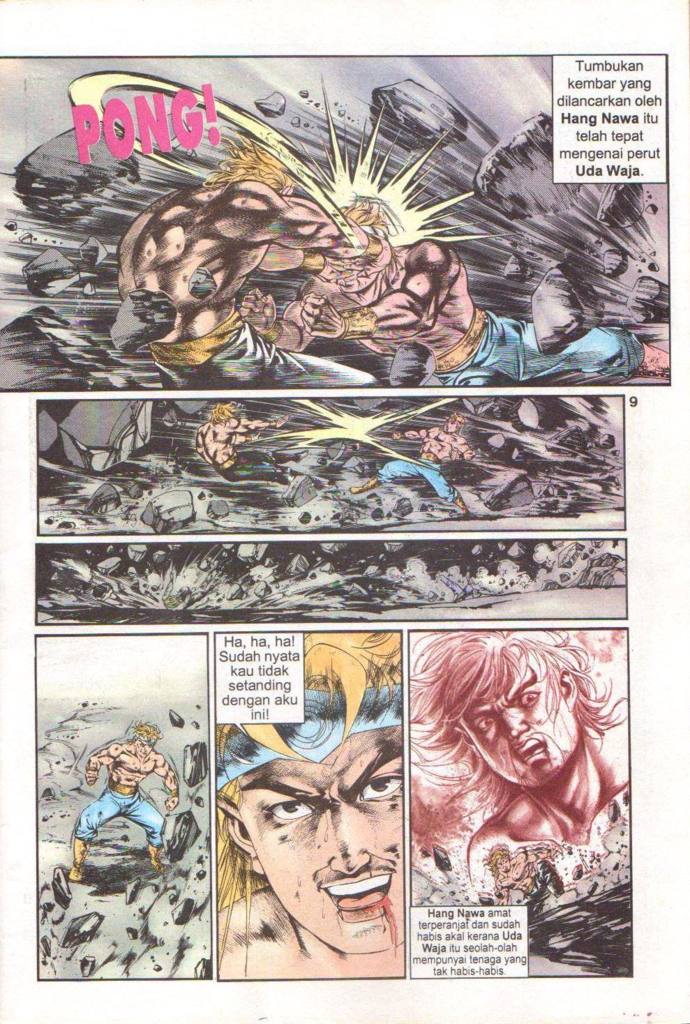 PONG!
Tumbukan
kembar yang
dilancarkan oleh
Hang Nawa itu
telah tepat
mengenai perut
Uda Waja.
9
Ha, ha, ha!
Sudah nyata
kau tidak
setanding
dengan aku
ini!
Hang Nawa amat
terperanjat dan sudah
habis akal kerana Uda
Waja itu seolah-olah
mempunyai tenaga yang
tak habis-habis.